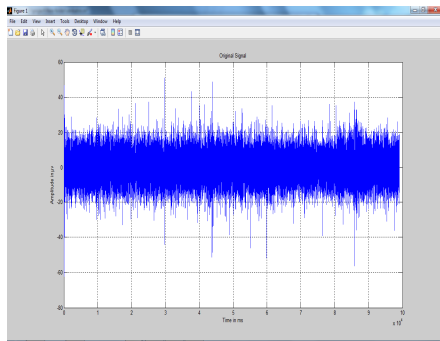 Figure 1
File Edit View Insert Tools Desktop Window Help
Original Signal
60
40
20
0
-20
-40
-60
-80
Amplitude in μv
0 1 2 3 4 5 6 7 8 9 10
Time in ms
x 10